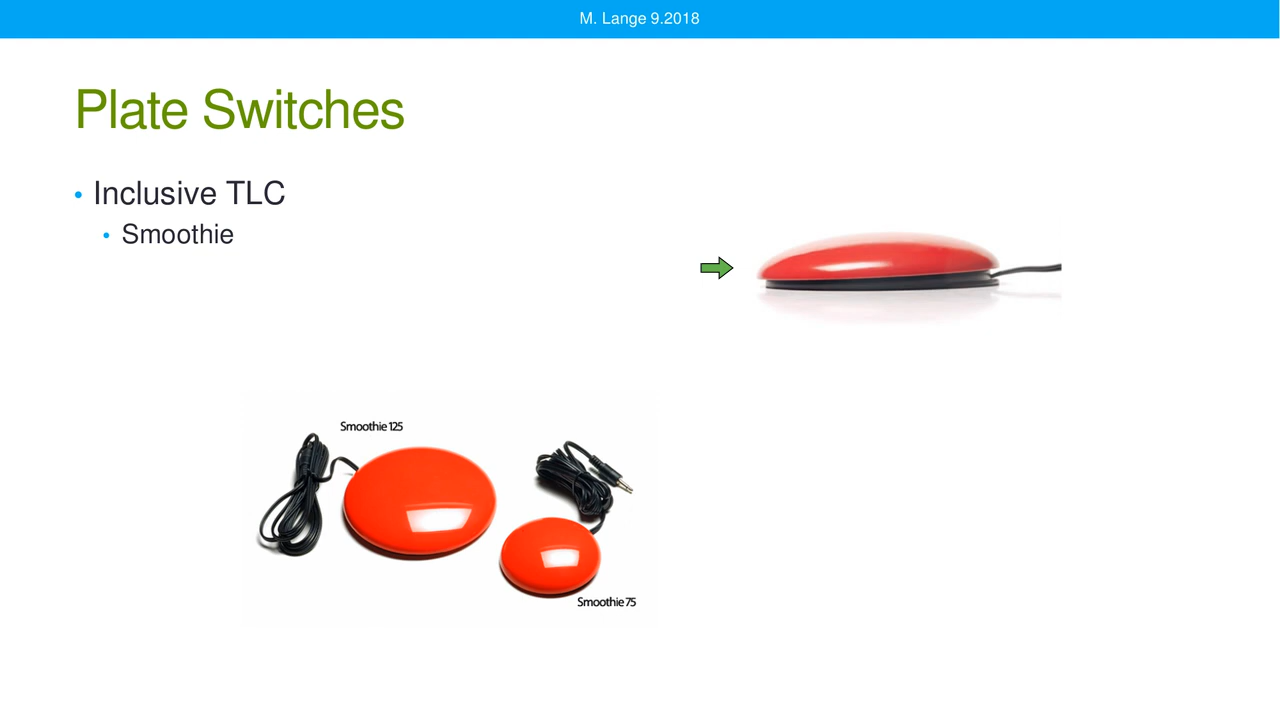 M. Lange 9.2018
Plate Switches
• Inclusive TLC
• Smoothie
Smoothie 125
Smoothie 75